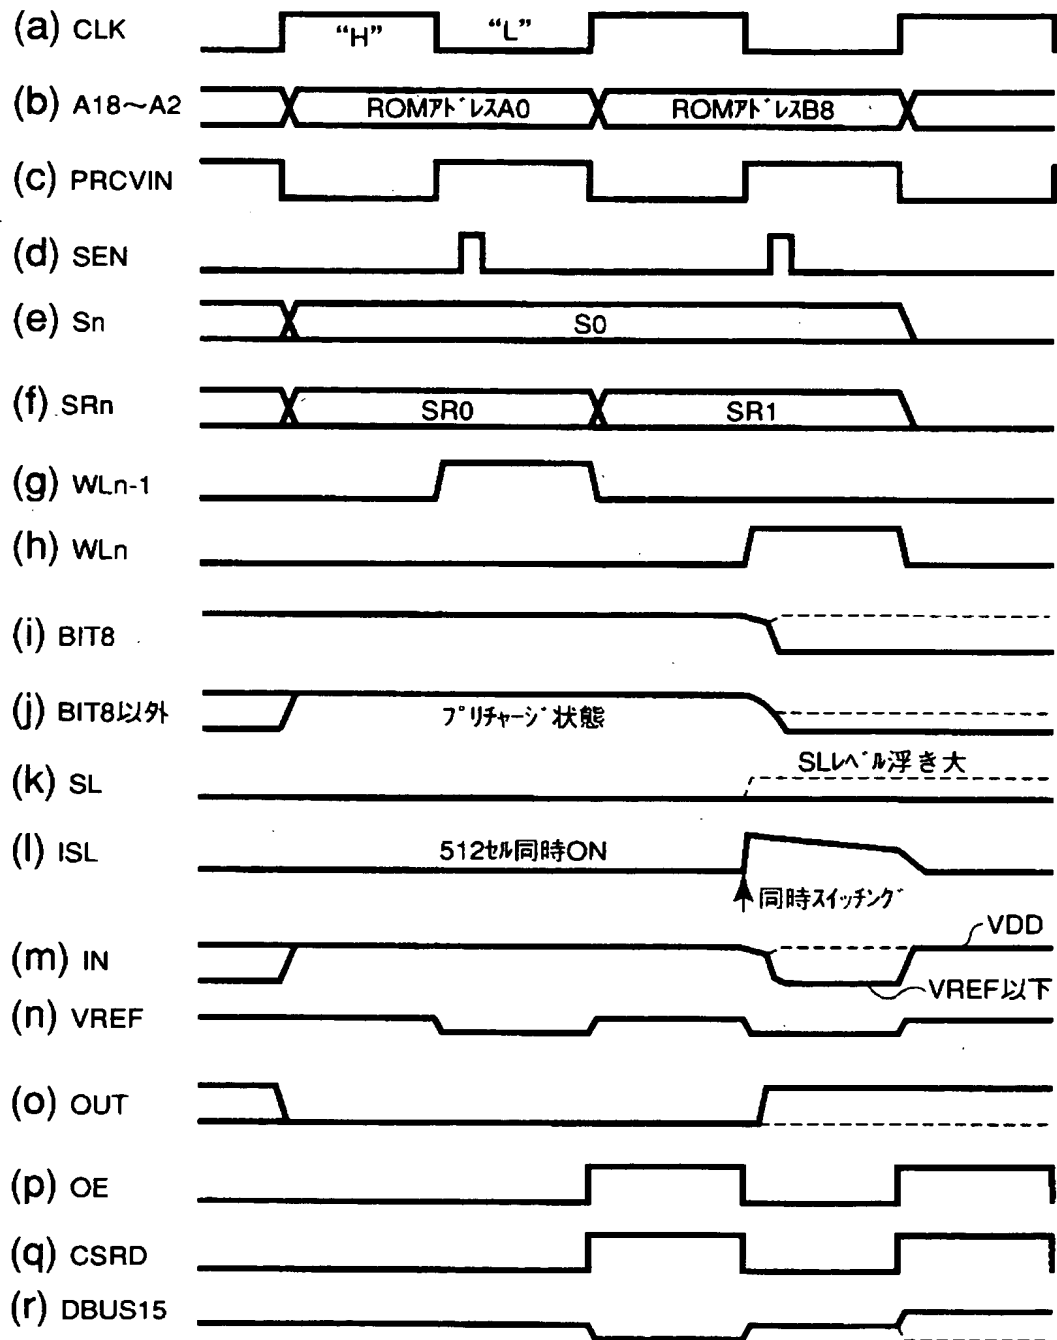 (a) CLK "H" "L"
(b) A18~A2 ROMアドレスA0 ROMアドレスB8
(c) PRCVIN
(d) SEN
(e) Sn S0
(f) SRn SR0 SR1
(g) WLn-1
(h) WLn
(i) BIT8
(j) BIT8以外 プリチャージ状態
(k) SL SLレベル浮き大
(l) ISL 512セル同時ON
同時スイッチング
VDD
(m) IN
VREF以下
(n) VREF
(o) OUT
(p) OE
(q) CSRD
(r) DBUS15